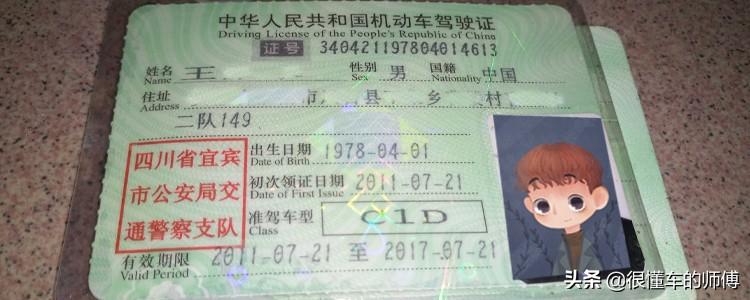 中华人民共和国机动车驾驶证
Driving License of the People's Republic of China
证号 340421197804014613
姓名 王 性别 男 国籍 中国
Name Sex Nationality
住址 市 县 乡 村
Address
二队149
四川省宜宾
市公安局交
通警察支队
出生日期 1978-04-01
Date of Birth
初次领证日期 2011-07-21
Date of First Issue
准驾车型 C1D
Class
有效期限 2011-07-21 至 2017-07-21
Valid Period
头条 @很懂车的师傅